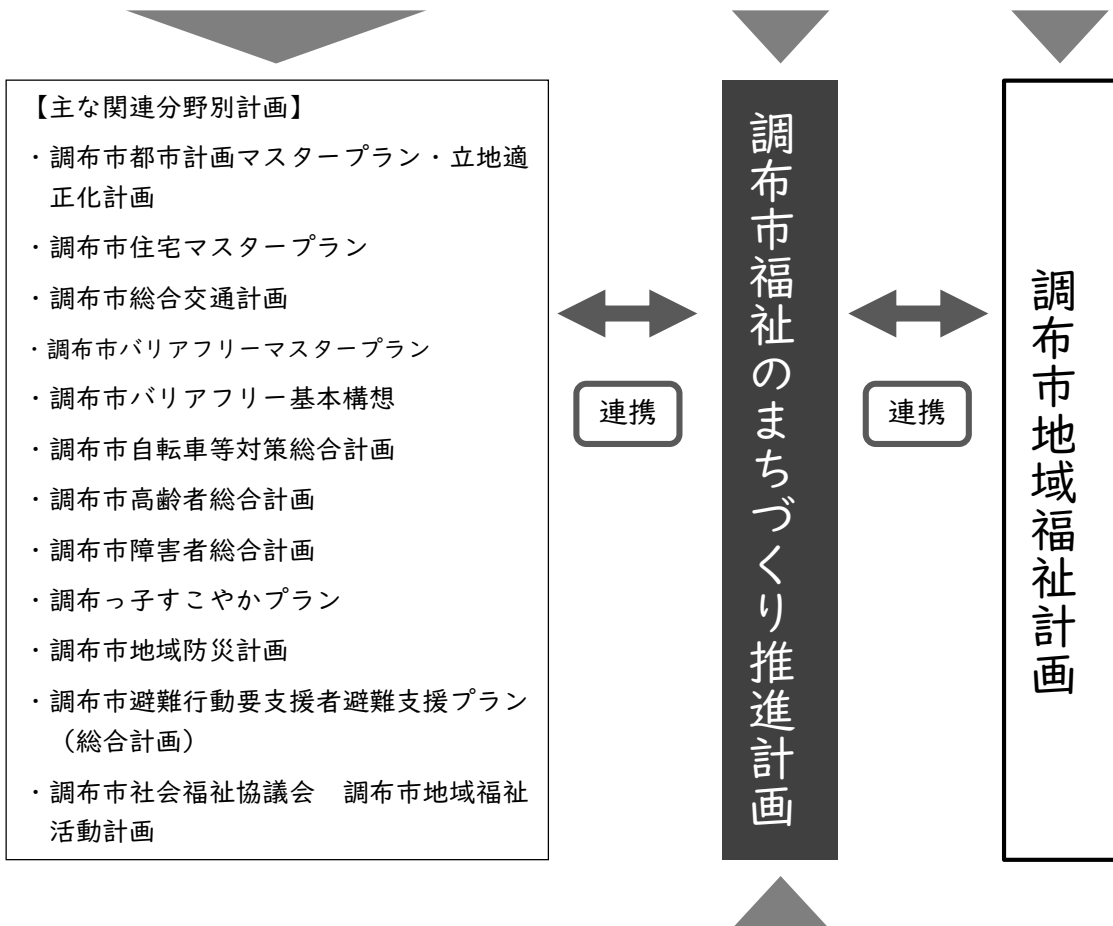 【主な関連分野別計画】
・調布市都市計画マスタープラン・立地適
正化計画
・調布市住宅マスタープラン
・調布市総合交通計画
・調布市バリアフリーマスタープラン
・調布市バリアフリー基本構想
・調布市自転車等対策総合計画
・調布市高齢者総合計画
・調布市障害者総合計画
・調布っ子すこやかプラン
・調布市地域防災計画
・調布市避難行動要支援者避難支援プラン
（総合計画）
・調布市社会福祉協議会　調布市地域福祉
活動計画
連携
調布市福祉のまちづくり推進計画
連携
調布市地域福祉計画